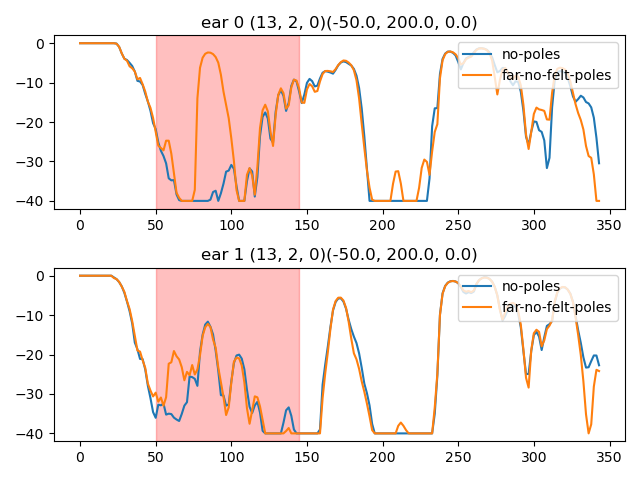 ear 0 (13, 2, 0)(-50.0, 200.0, 0.0)
0
−10
−20
−30
−40
no-poles
far-no-felt-poles
0 50 100 150 200 250 300 350
ear 1 (13, 2, 0)(-50.0, 200.0, 0.0)
0
−10
−20
−30
−40
no-poles
far-no-felt-poles
0 50 100 150 200 250 300 350